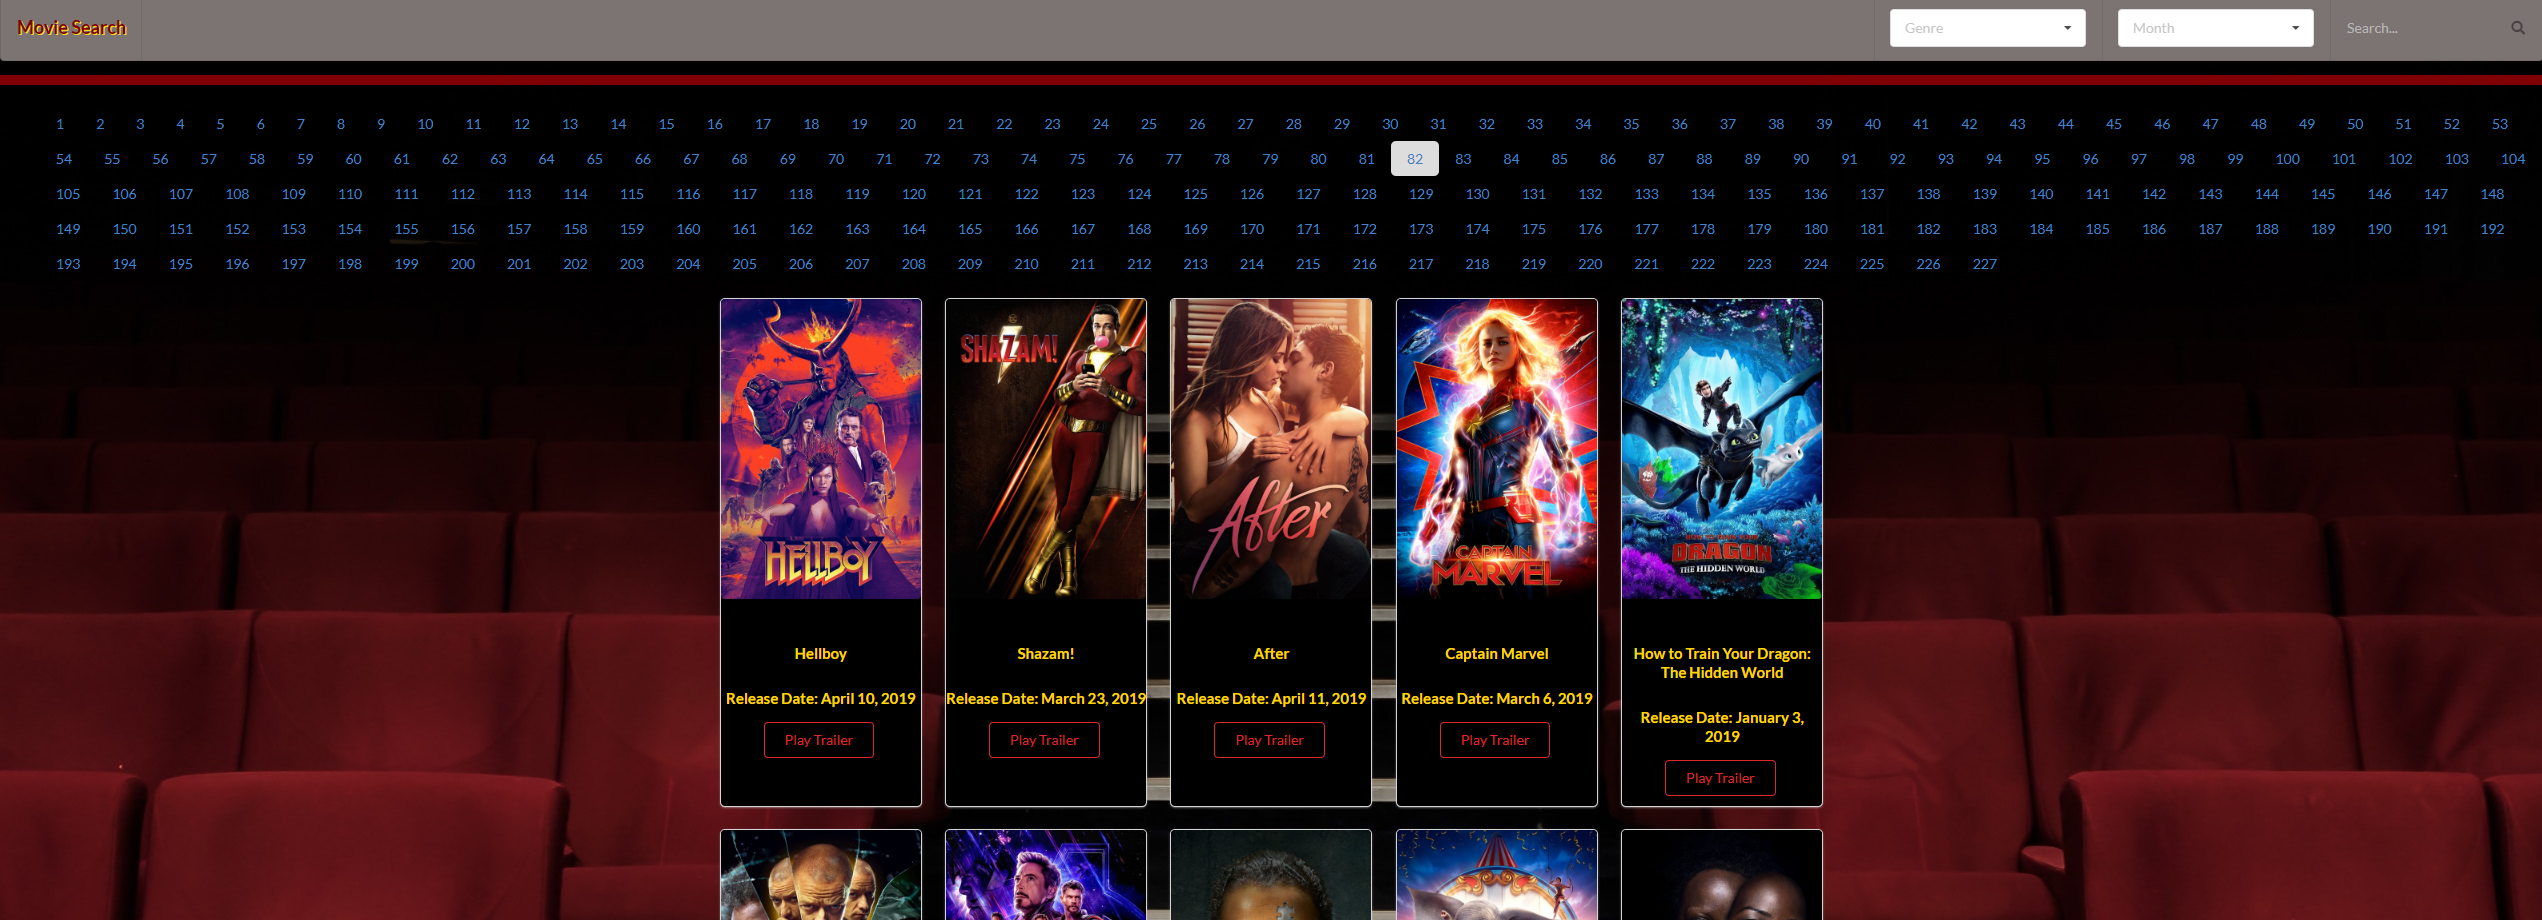 Movie Search Genre Month Search...
1 2 3 4 5 6 7 8 9 10 11 12 13 14 15 16 17 18 19 20 21 22 23 24 25 26 27 28 29 30 31 32 33 34 35 36 37 38 39 40 41 42 43 44 45 46 47 48 49 50 51 52 53
54 55 56 57 58 59 60 61 62 63 64 65 66 67 68 69 70 71 72 73 74 75 76 77 78 79 80 81 82 83 84 85 86 87 88 89 90 91 92 93 94 95 96 97 98 99 100 101 102 103 104
105 106 107 108 109 110 111 112 113 114 115 116 117 118 119 120 121 122 123 124 125 126 127 128 129 130 131 132 133 134 135 136 137 138 139 140 141 142 143 144 145 146 147 148
149 150 151 152 153 154 155 156 157 158 159 160 161 162 163 164 165 166 167 168 169 170 171 172 173 174 175 176 177 178 179 180 181 182 183 184 185 186 187 188 189 190 191 192
193 194 195 196 197 198 199 200 201 202 203 204 205 206 207 208 209 210 211 212 213 214 215 216 217 218 219 220 221 222 223 224 225 226 227
HELLBOY
Hellboy
Release Date: April 10, 2019
Play Trailer
SHAZAM!
Shazam!
Release Date: March 23, 2019
Play Trailer
After
After
Release Date: April 11, 2019
Play Trailer
CAPTAIN
MARVEL
Captain Marvel
Release Date: March 6, 2019
Play Trailer
DRAGON
THE HIDDEN WORLD
How to Train Your Dragon:
The Hidden World
Release Date: January 3,
2019
Play Trailer